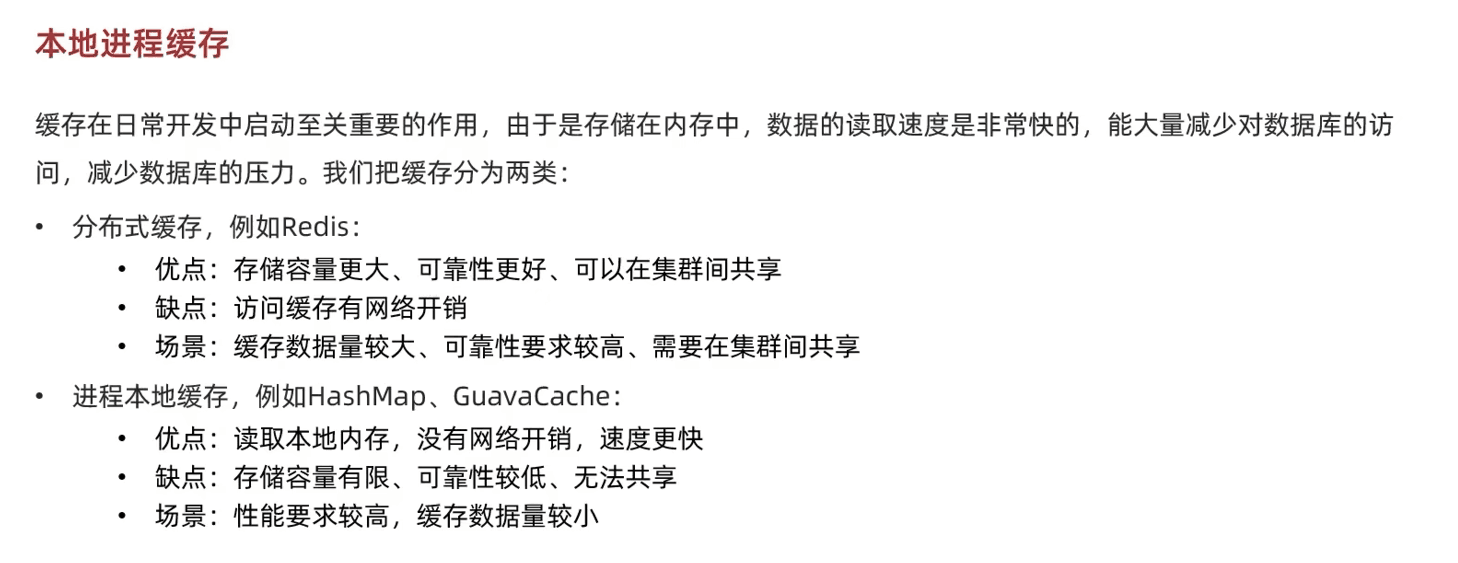 本地进程缓存
缓存在日常开发中启动至关重要的作用，由于是存储在内存中，数据的读取速度是非常快的，能大量减少对数据库的访
问，减少数据库的压力。我们把缓存分为两类：
• 分布式缓存，例如Redis：
• 优点：存储容量更大、可靠性更好、可以在集群间共享
• 缺点：访问缓存有网络开销
• 场景：缓存数据量较大、可靠性要求较高、需要在集群间共享
• 进程本地缓存，例如HashMap、GuavaCache：
• 优点：读取本地内存，没有网络开销，速度更快
• 缺点：存储容量有限、可靠性较低、无法共享
• 场景：性能要求较高，缓存数据量较小